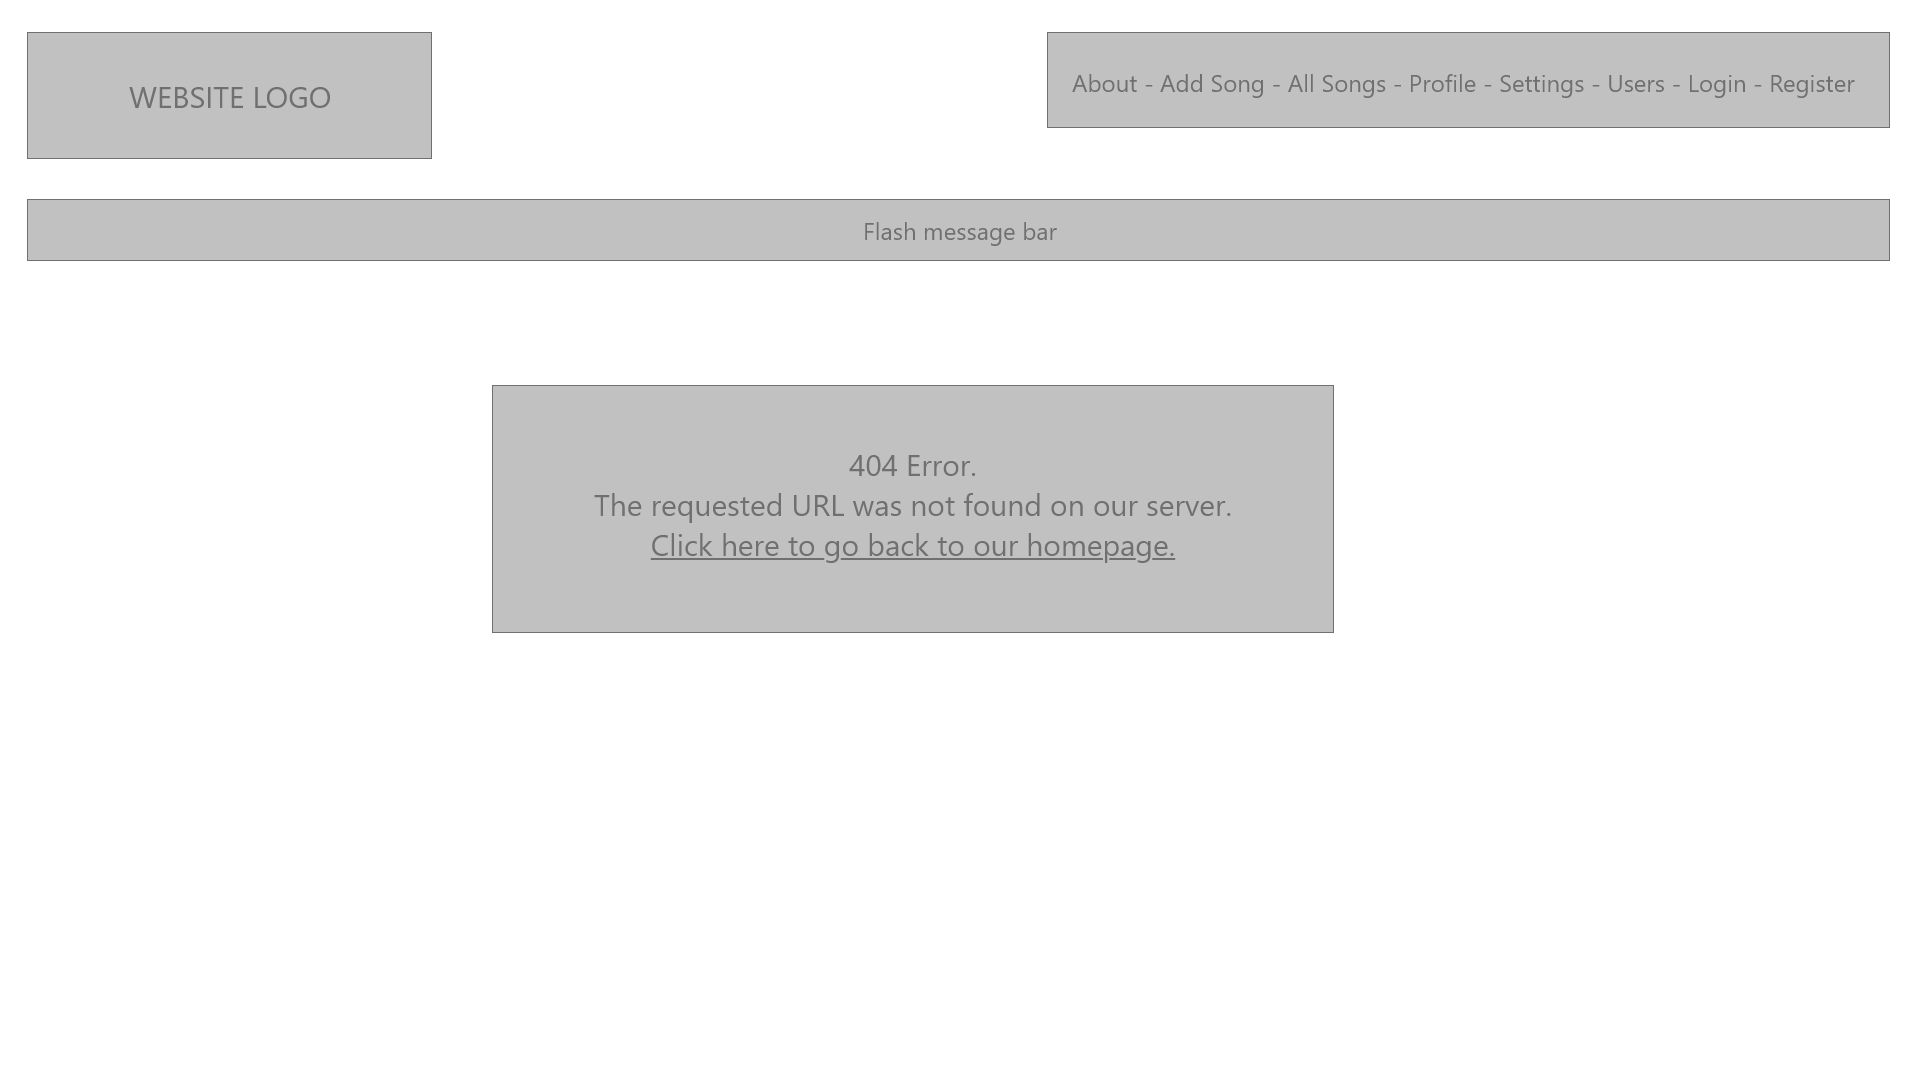 WEBSITE LOGO
About - Add Song - All Songs - Profile - Settings - Users - Login - Register
Flash message bar
404 Error.
The requested URL was not found on our server.
Click here to go back to our homepage.